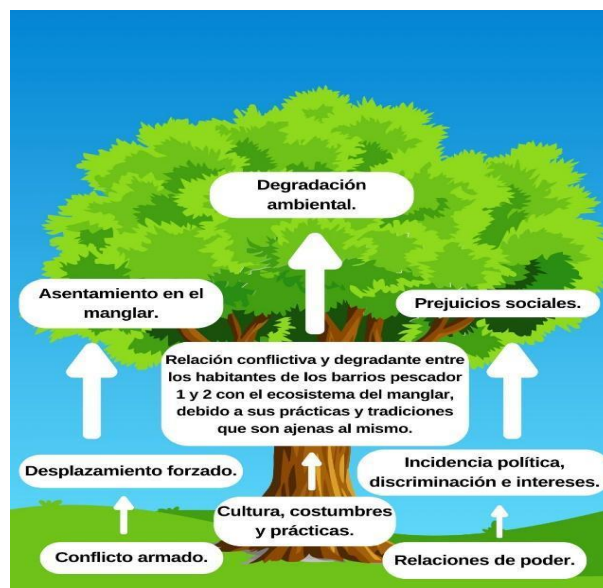 Degradación
ambiental.
Asentamiento en el
manglar.
Prejuicios sociales.
Relación conflictiva y degradante entre
los habitantes de los barrios pescador
1 y 2 con el ecosistema del manglar,
debido a sus prácticas y tradiciones
que son ajenas al mismo.
Desplazamiento forzado.
Incidencia política,
discriminación e intereses.
Cultura, costumbres
y prácticas.
Conflicto armado.
Relaciones de poder.